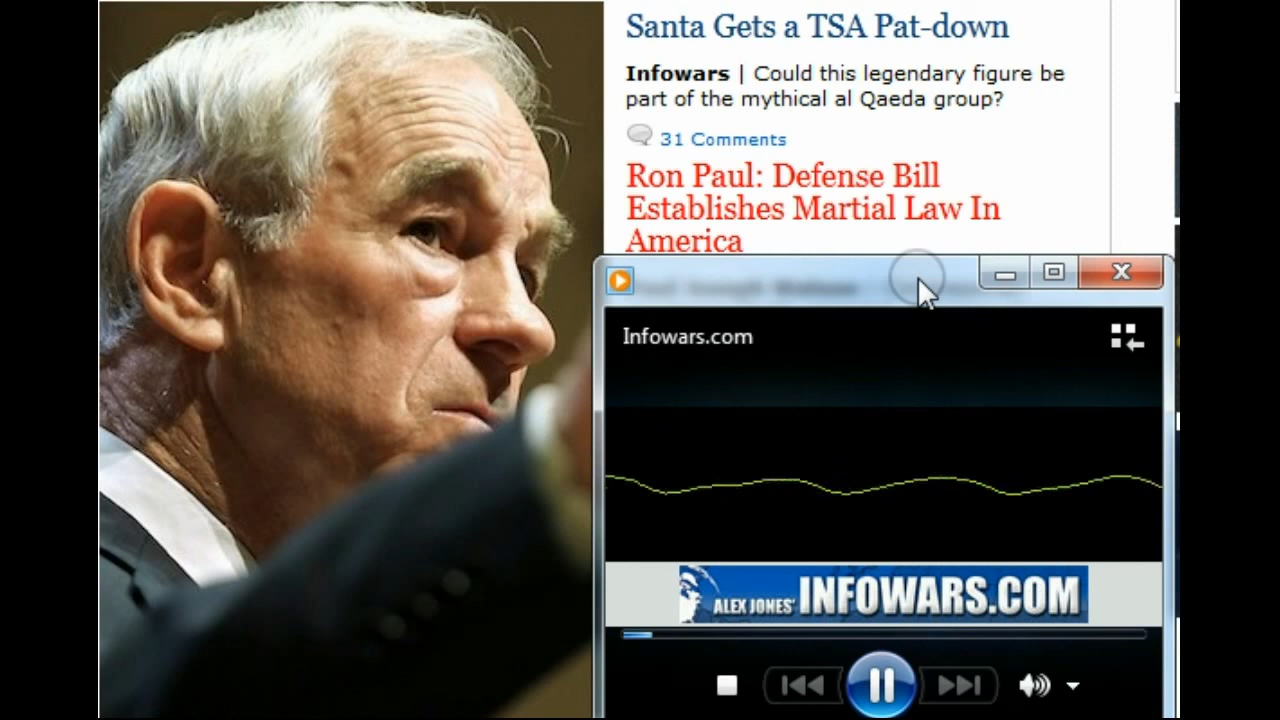 Santa Gets a TSA Pat-down
Infowars | Could this legendary figure be
part of the mythical al Qaeda group?
31 Comments
Ron Paul: Defense Bill
Establishes Martial Law In
America
Infowars.com
ALEX JONES' INFOWARS.COM